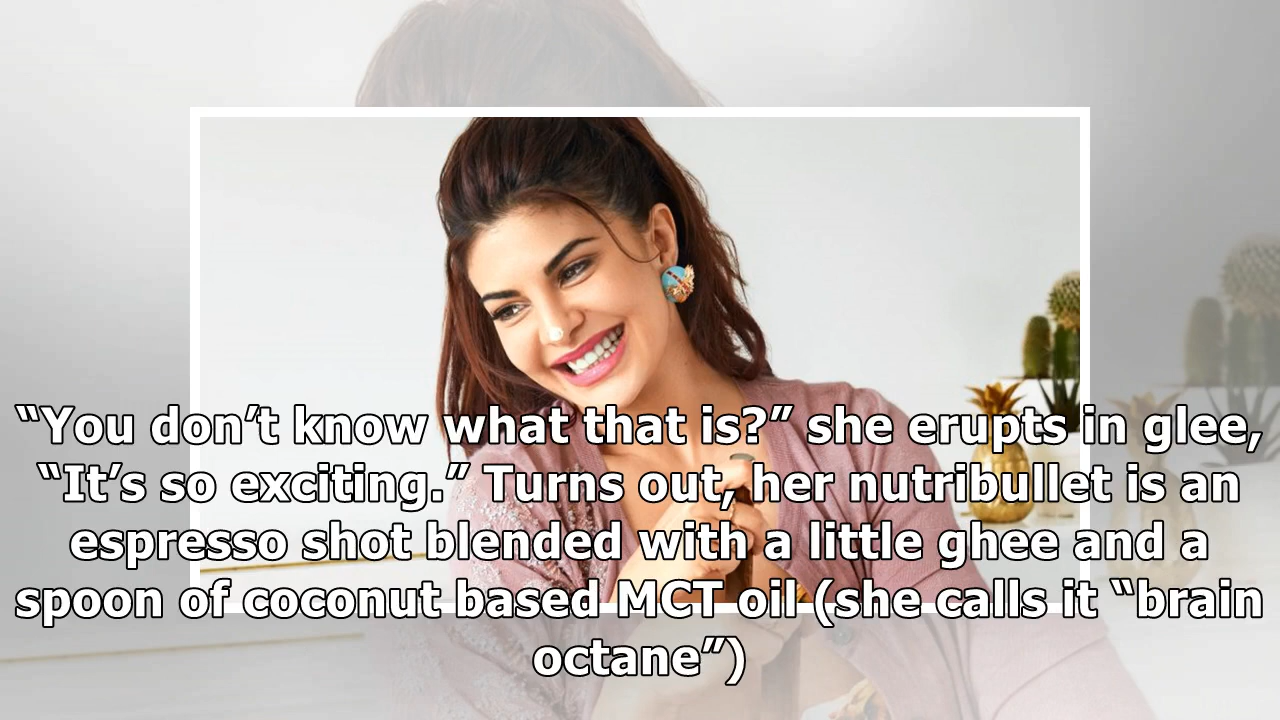 “You don’t know what that is?” she erupts in glee,
“It’s so exciting.” Turns out, her nutribullet is an
espresso shot blended with a little ghee and a
spoon of coconut based MCT oil (she calls it “brain
octane”)